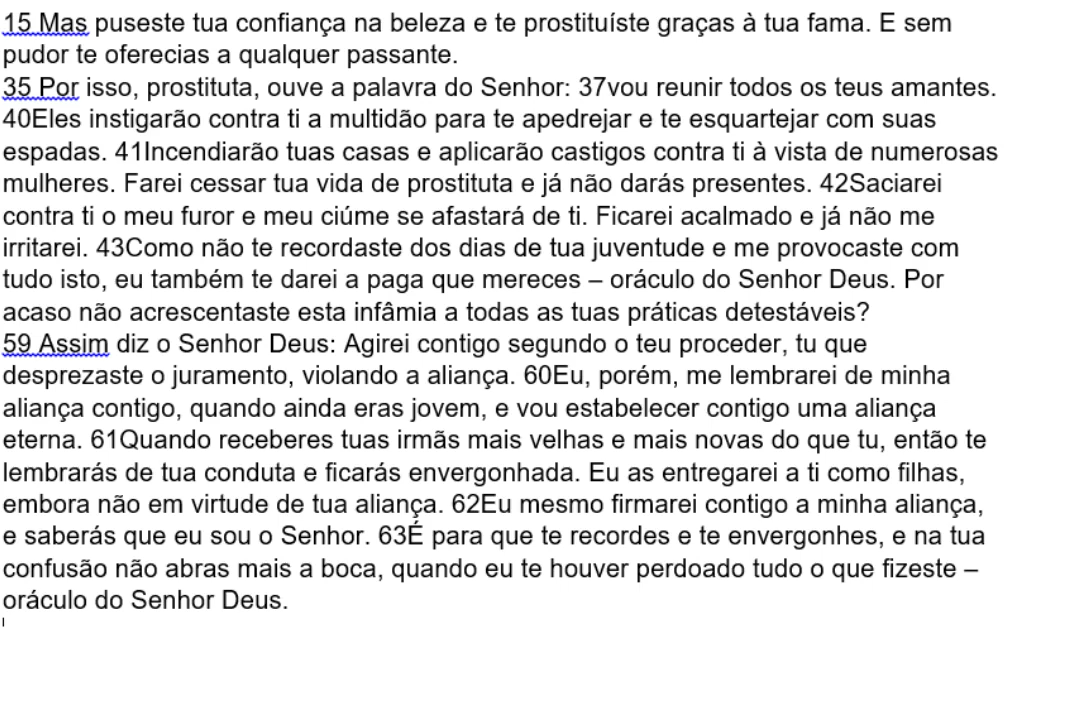 15 Mas puseste tua confiança na beleza e te prostituíste graças à tua fama. E sem
pudor te oferecias a qualquer passante.
35 Por isso, prostituta, ouve a palavra do Senhor: 37vou reunir todos os teus amantes.
40Eles instigarão contra ti a multidão para te apedrejar e te esquartejar com suas
espadas. 41Incendiarão tuas casas e aplicarão castigos contra ti à vista de numerosas
mulheres. Farei cessar tua vida de prostituta e já não darás presentes. 42Saciarei
contra ti o meu furor e meu ciúme se afastará de ti. Ficarei acalmado e já não me
irritarei. 43Como não te recordaste dos dias de tua juventude e me provocaste com
tudo isto, eu também te darei a paga que mereces – oráculo do Senhor Deus. Por
acaso não acrescentaste esta infâmia a todas as tuas práticas detestáveis?
59 Assim diz o Senhor Deus: Agirei contigo segundo o teu proceder, tu que
desprezaste o juramento, violando a aliança. 60Eu, porém, me lembrarei de minha
aliança contigo, quando ainda eras jovem, e vou estabelecer contigo uma aliança
eterna. 61Quando receberes tuas irmãs mais velhas e mais novas do que tu, então te
lembrarás de tua conduta e ficarás envergonhada. Eu as entregarei a ti como filhas,
embora não em virtude de tua aliança. 62Eu mesmo firmarei contigo a minha aliança,
e saberás que eu sou o Senhor. 63É para que te recordes e te envergonhes, e na tua
confusão não abras mais a boca, quando eu te houver perdoado tudo o que fizeste –
oráculo do Senhor Deus.